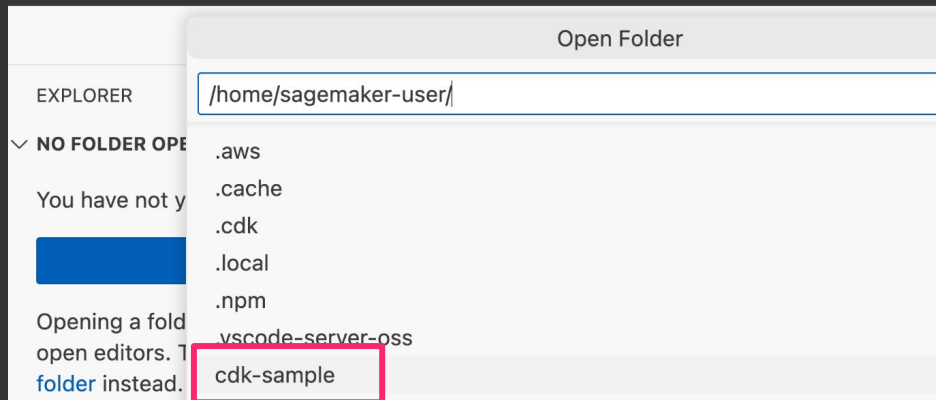 Open Folder
/home/sagemaker-user/
EXPLORER
NO FOLDER OPE
You have not y
Opening a fold
open editors. T
folder instead.
.aws
.cache
.cdk
.local
.npm
.vscode-server-oss
cdk-sample